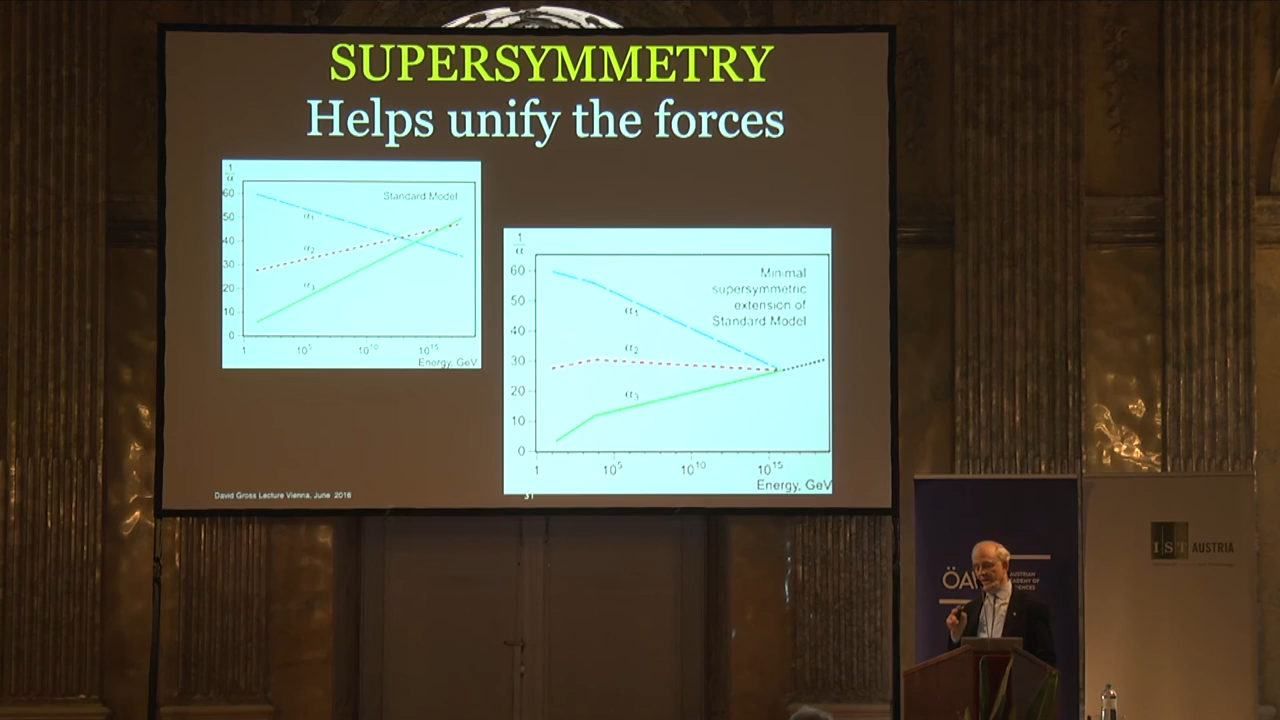 SUPERSYMMETRY
Helps unify the forces
1
α
60
50
40
30
20
10
0
Standard Model
α1
α2
α3
1
10^5
10^10
10^15
Energy, GeV
1
α
60
50
40
30
20
10
0
Minimal
supersymmetric
extension of
Standard Model
α1
α2
α3
1
10^5
10^10
10^15
Energy, GeV
David Gross Lecture Vienna, June 2016
31
IST AUSTRIA
ÖA
AUSTRIAN